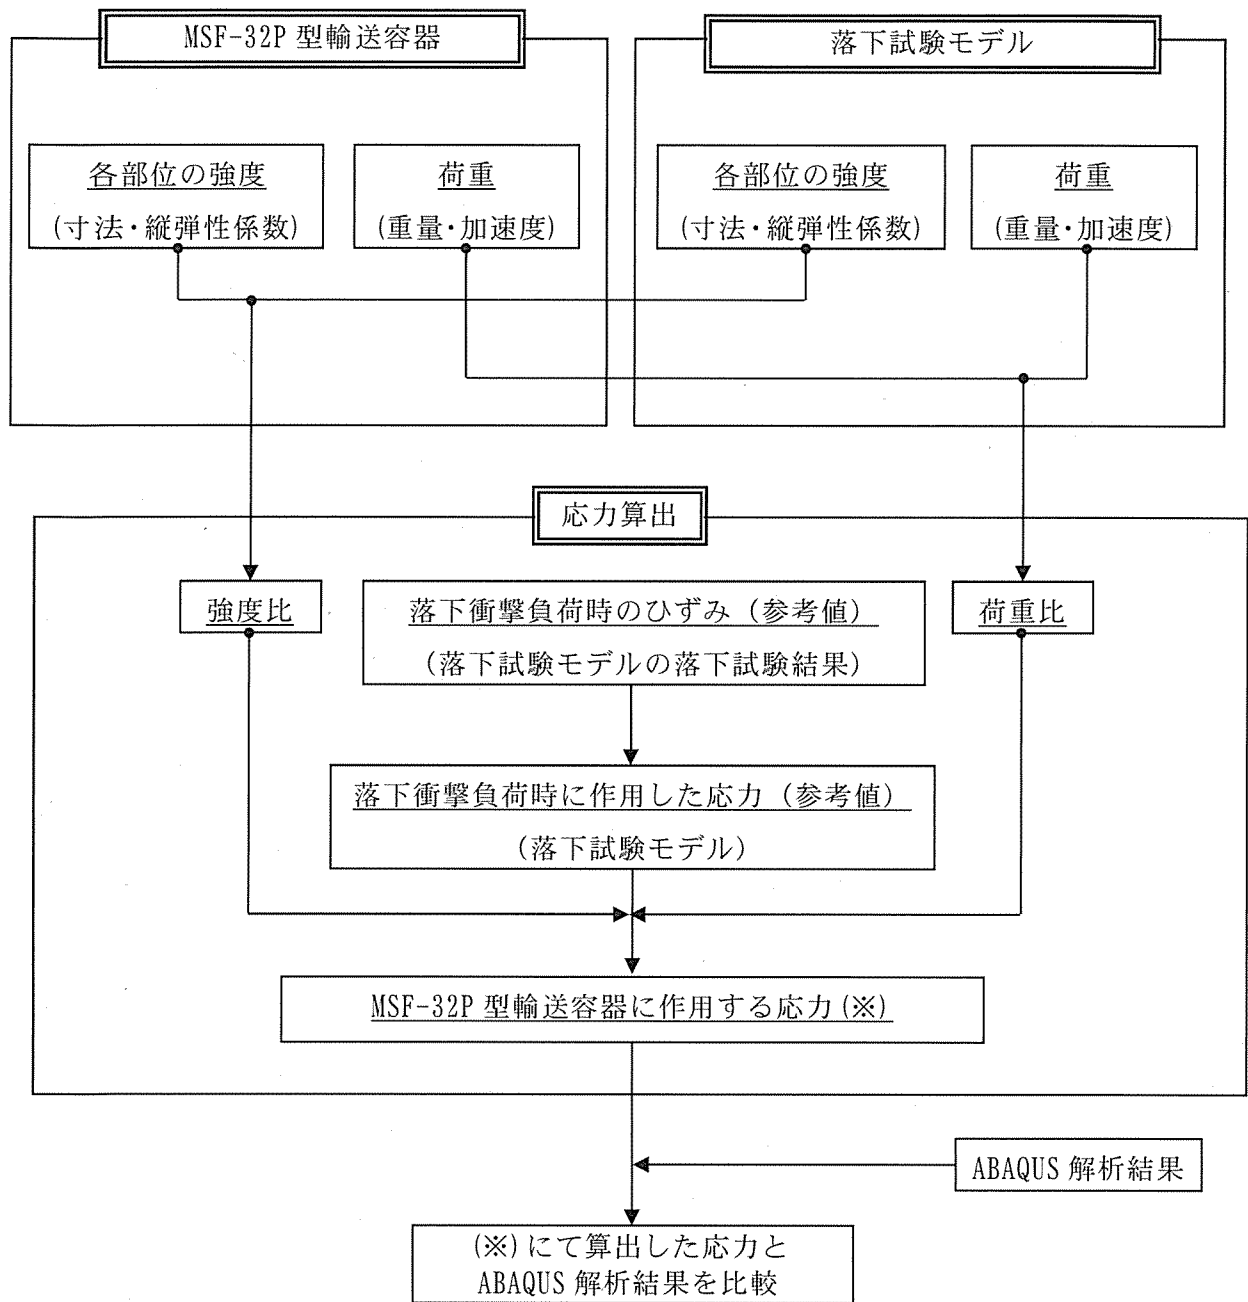 MSF-32P 型輸送容器
落下試験モデル
各部位の強度
(寸法・縦弾性係数)
荷重
(重量・加速度)
各部位の強度
(寸法・縦弾性係数)
荷重
(重量・加速度)
応力算出
強度比
落下衝撃負荷時のひずみ（参考値）
(落下試験モデルの落下試験結果)
荷重比
落下衝撃負荷時に作用した応力（参考値）
(落下試験モデル)
MSF-32P 型輸送容器に作用する応力(※)
ABAQUS 解析結果
(※)にて算出した応力と
ABAQUS 解析結果を比較